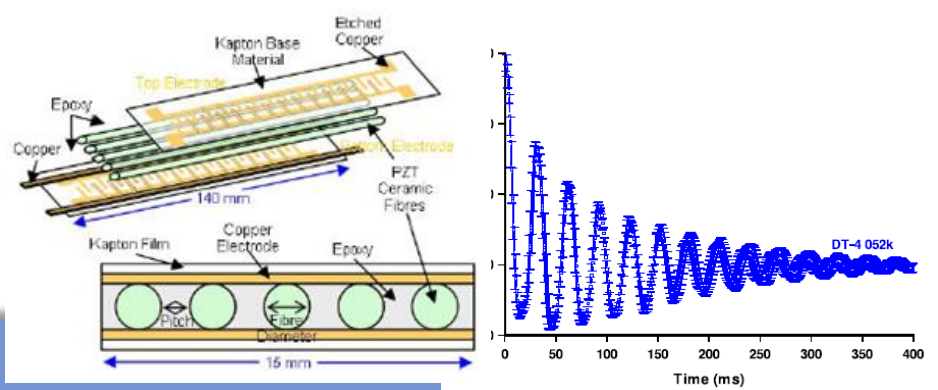 Etched
Copper
Kapton Base
Material
Top Electrode
Epoxy
Copper
Electrode
140 mm
PZT
Ceramic
Fibres
Kapton Film
Copper
Electrode
Epoxy
Pitch
Fibre
Diameter
15 mm
DT-4 052k
0
50
100
150
200
250
300
350
400
Time (ms)